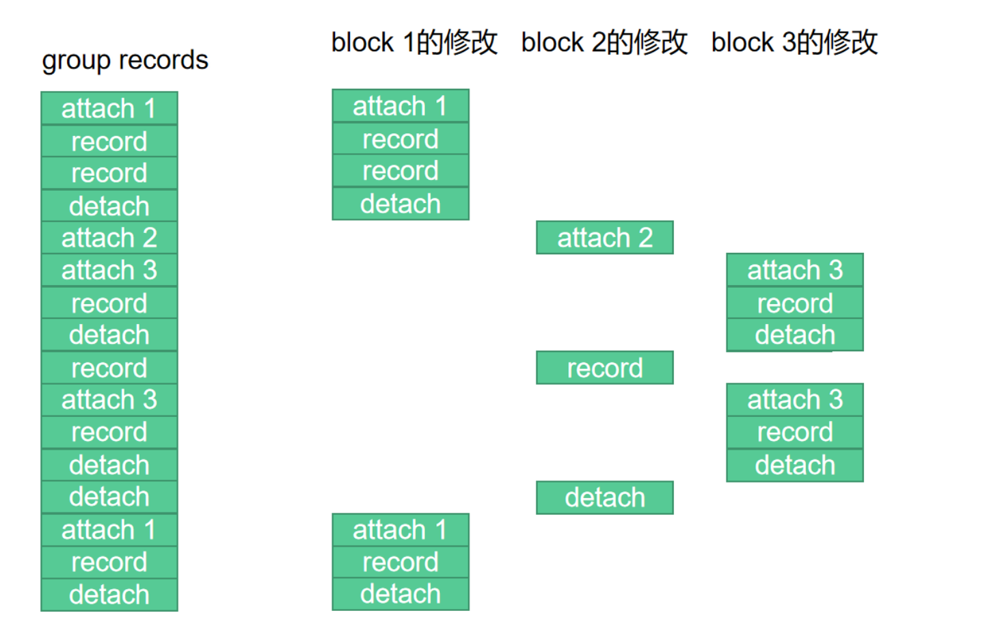 block 1的修改 block 2的修改 block 3的修改
group records
attach 1
record
record
detach
attach 2
attach 3
record
detach
record
attach 3
record
detach
detach
attach 1
record
detach
attach 1
record
record
detach
attach 1
record
detach
attach 2
record
detach
attach 3
record
detach
attach 3
record
detach